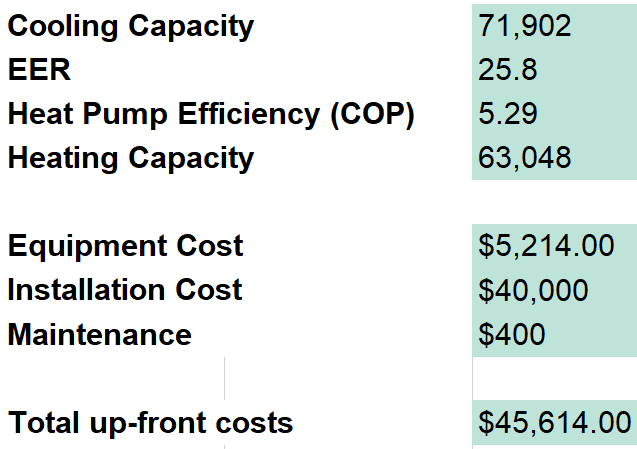 Cooling Capacity 71,902
EER 25.8
Heat Pump Efficiency (COP) 5.29
Heating Capacity 63,048
Equipment Cost $5,214.00
Installation Cost $40,000
Maintenance $400
Total up-front costs $45,614.00